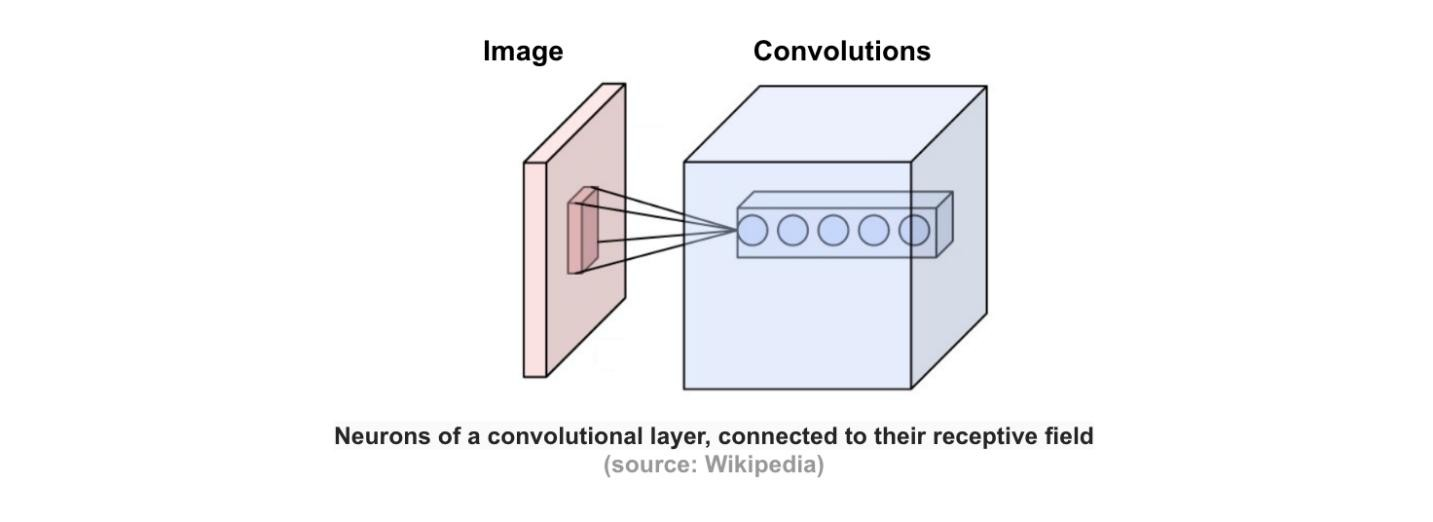 Image
Convolutions
Neurons of a convolutional layer, connected to their receptive field
(source: Wikipedia)